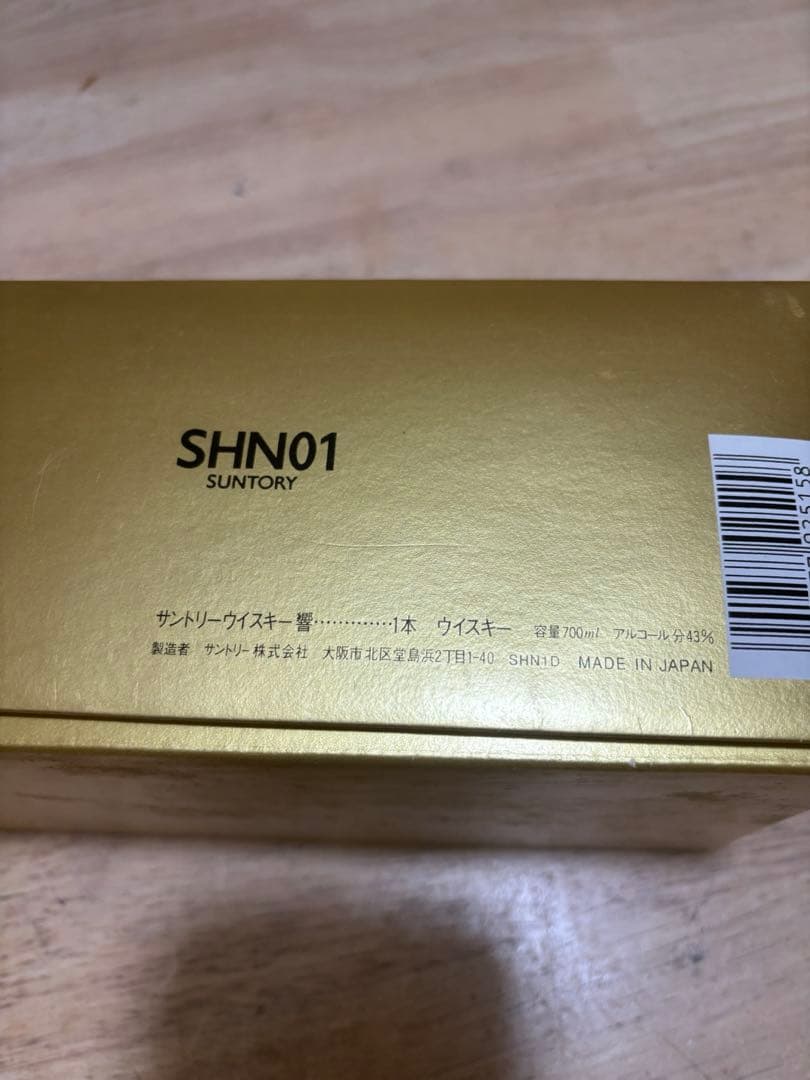 SHN01
SUNTORY
サントリーウイスキー響·············1本　ウイスキー　容量700ml　アルコール分43%
製造者　サントリー株式会社　大阪市北区堂島浜2丁目1-40　SHN1D　MADE IN JAPAN